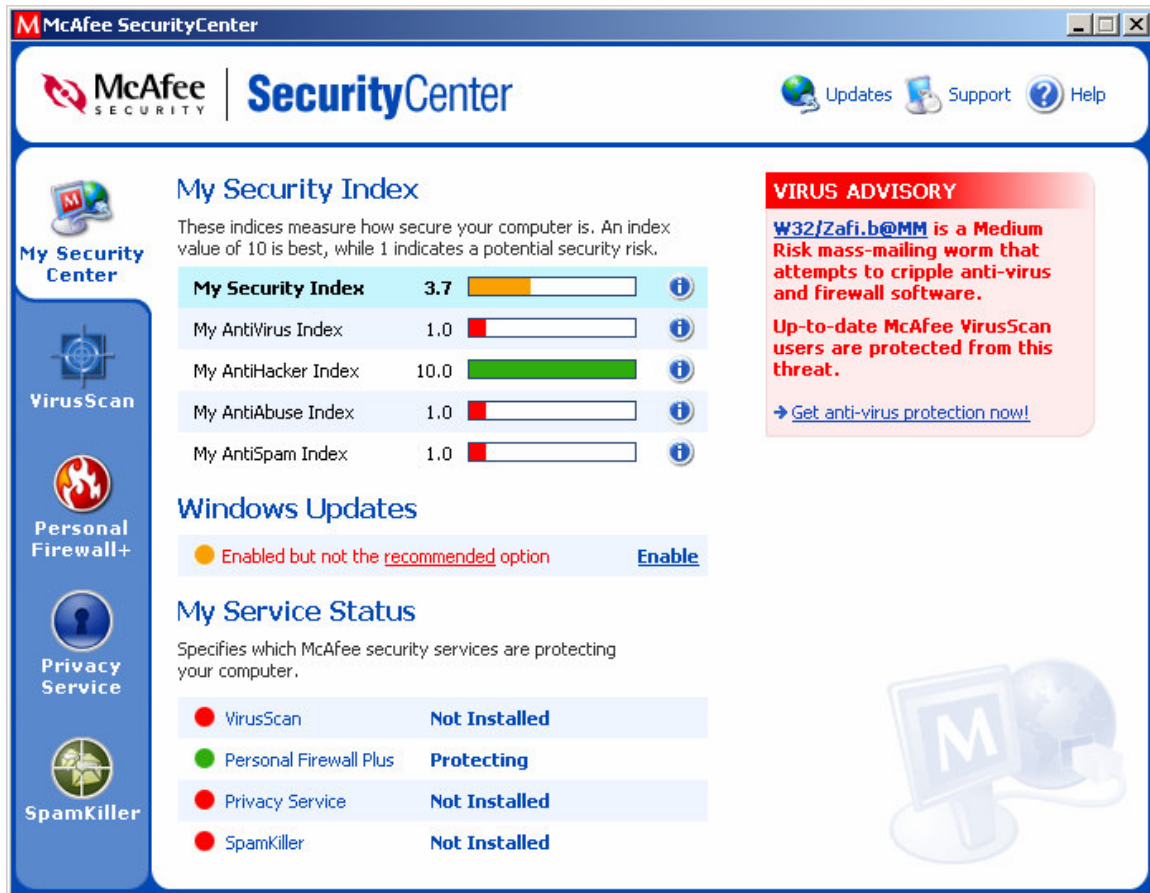 McAfee SecurityCenter
McAfee SECURITY SecurityCenter
Updates Support Help
My Security Center
VirusScan
Personal Firewall+
Privacy Service
SpamKiller
My Security Index
These indices measure how secure your computer is. An index
value of 10 is best, while 1 indicates a potential security risk.
My Security Index 3.7
My AntiVirus Index 1.0
My AntiHacker Index 10.0
My AntiAbuse Index 1.0
My AntiSpam Index 1.0
Windows Updates
Enabled but not the recommended option Enable
My Service Status
Specifies which McAfee security services are protecting
your computer.
VirusScan Not Installed
Personal Firewall Plus Protecting
Privacy Service Not Installed
SpamKiller Not Installed
VIRUS ADVISORY
W32/Zafi.b@MM is a Medium
Risk mass-mailing worm that
attempts to cripple anti-virus
and firewall software.
Up-to-date McAfee VirusScan
users are protected from this
threat.
Get anti-virus protection now!